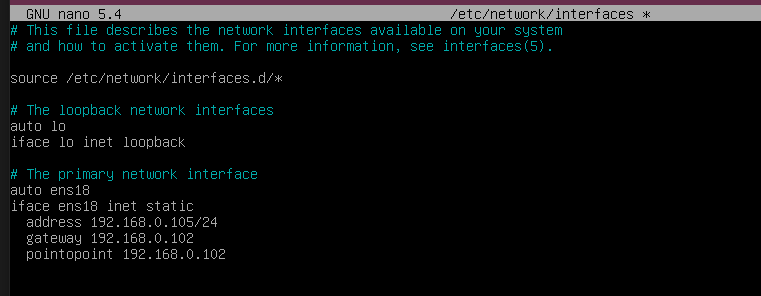 GNU nano 5.4 /etc/network/interfaces *
# This file describes the network interfaces available on your system
# and how to activate them. For more information, see interfaces(5).
source /etc/network/interfaces.d/*
# The loopback network interfaces
auto lo
iface lo inet loopback
# The primary network interface
auto ens18
iface ens18 inet static
address 192.168.0.105/24
gateway 192.168.0.102
pointopoint 192.168.0.102